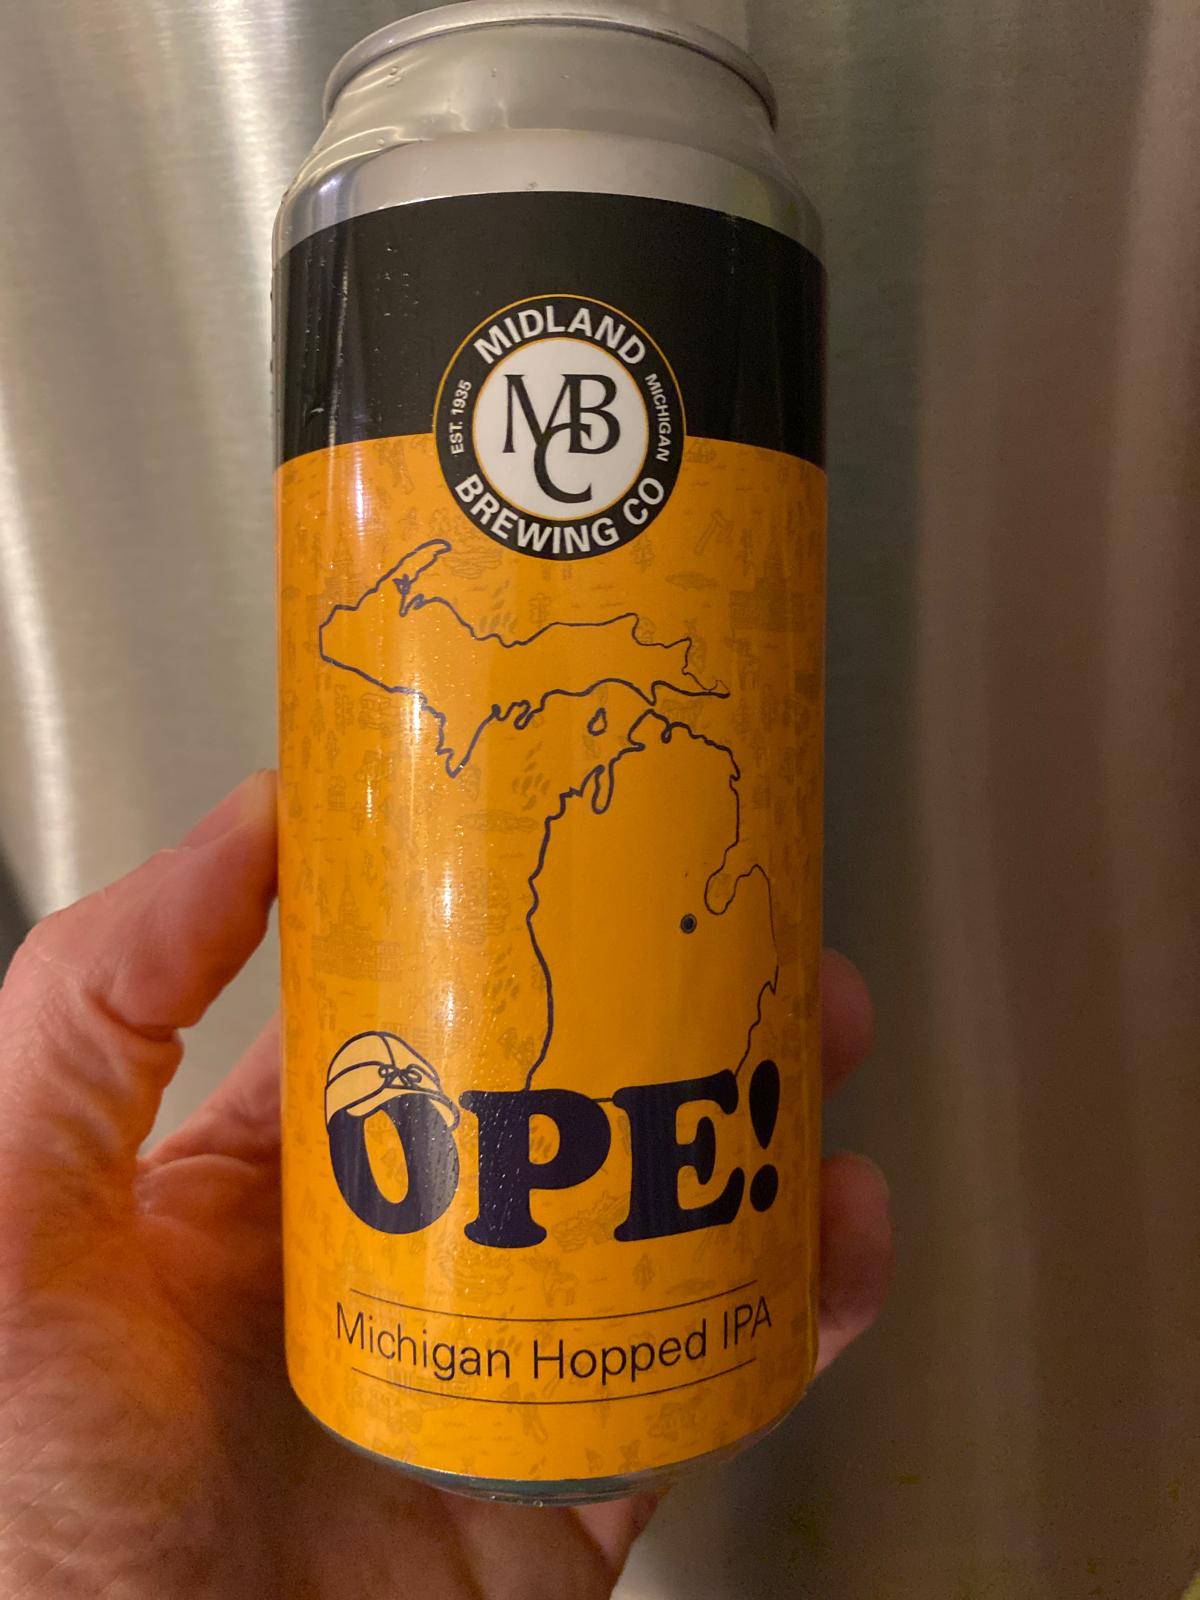 MIDLAND
EST. 1935
MBC
MICHIGAN
BREWING CO
OPE!
Michigan Hopped IPA